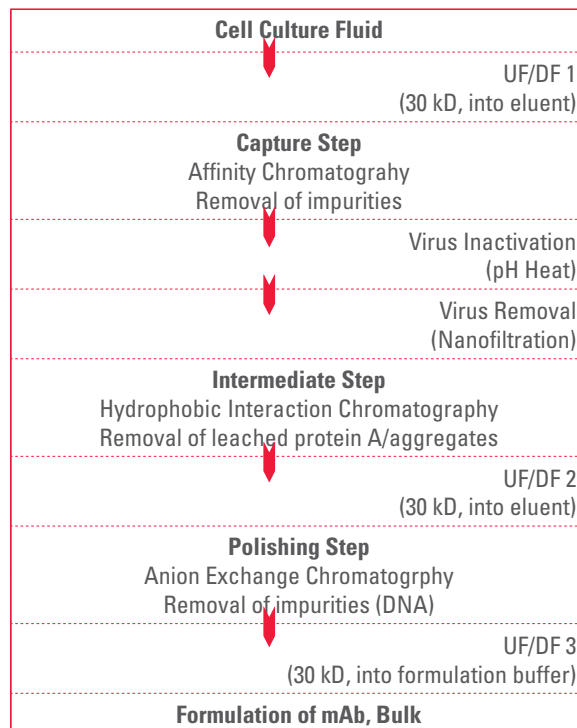 Cell Culture Fluid
UF/DF 1
(30 kD, into eluent)
Capture Step
Affinity Chromatograhy
Removal of impurities
Virus Inactivation
(pH Heat)
Virus Removal
(Nanofiltration)
Intermediate Step
Hydrophobic Interaction Chromatography
Removal of leached protein A/aggregates
UF/DF 2
(30 kD, into eluent)
Polishing Step
Anion Exchange Chromatogrphy
Removal of impurities (DNA)
UF/DF 3
(30 kD, into formulation buffer)
Formulation of mAb, Bulk